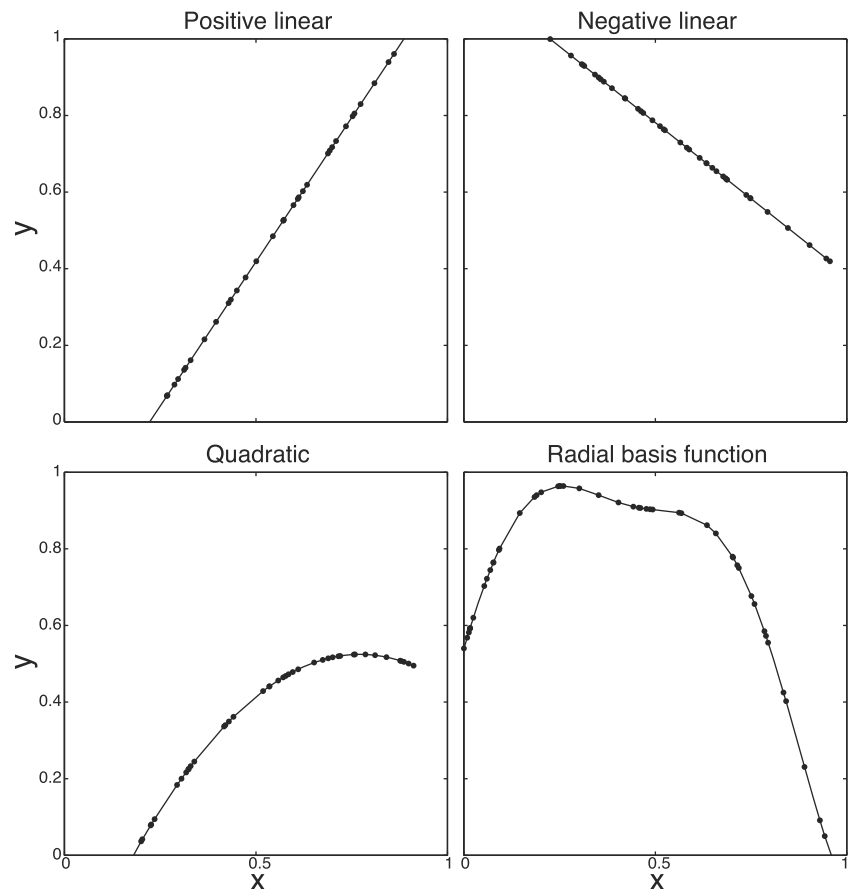 Positive linear
Negative linear
1
0.8
0.6
y
0.4
0.2
0
Quadratic
Radial basis function
1
0.8
0.6
y
0.4
0.2
0
0 0.5 1 0 0.5 1
x x